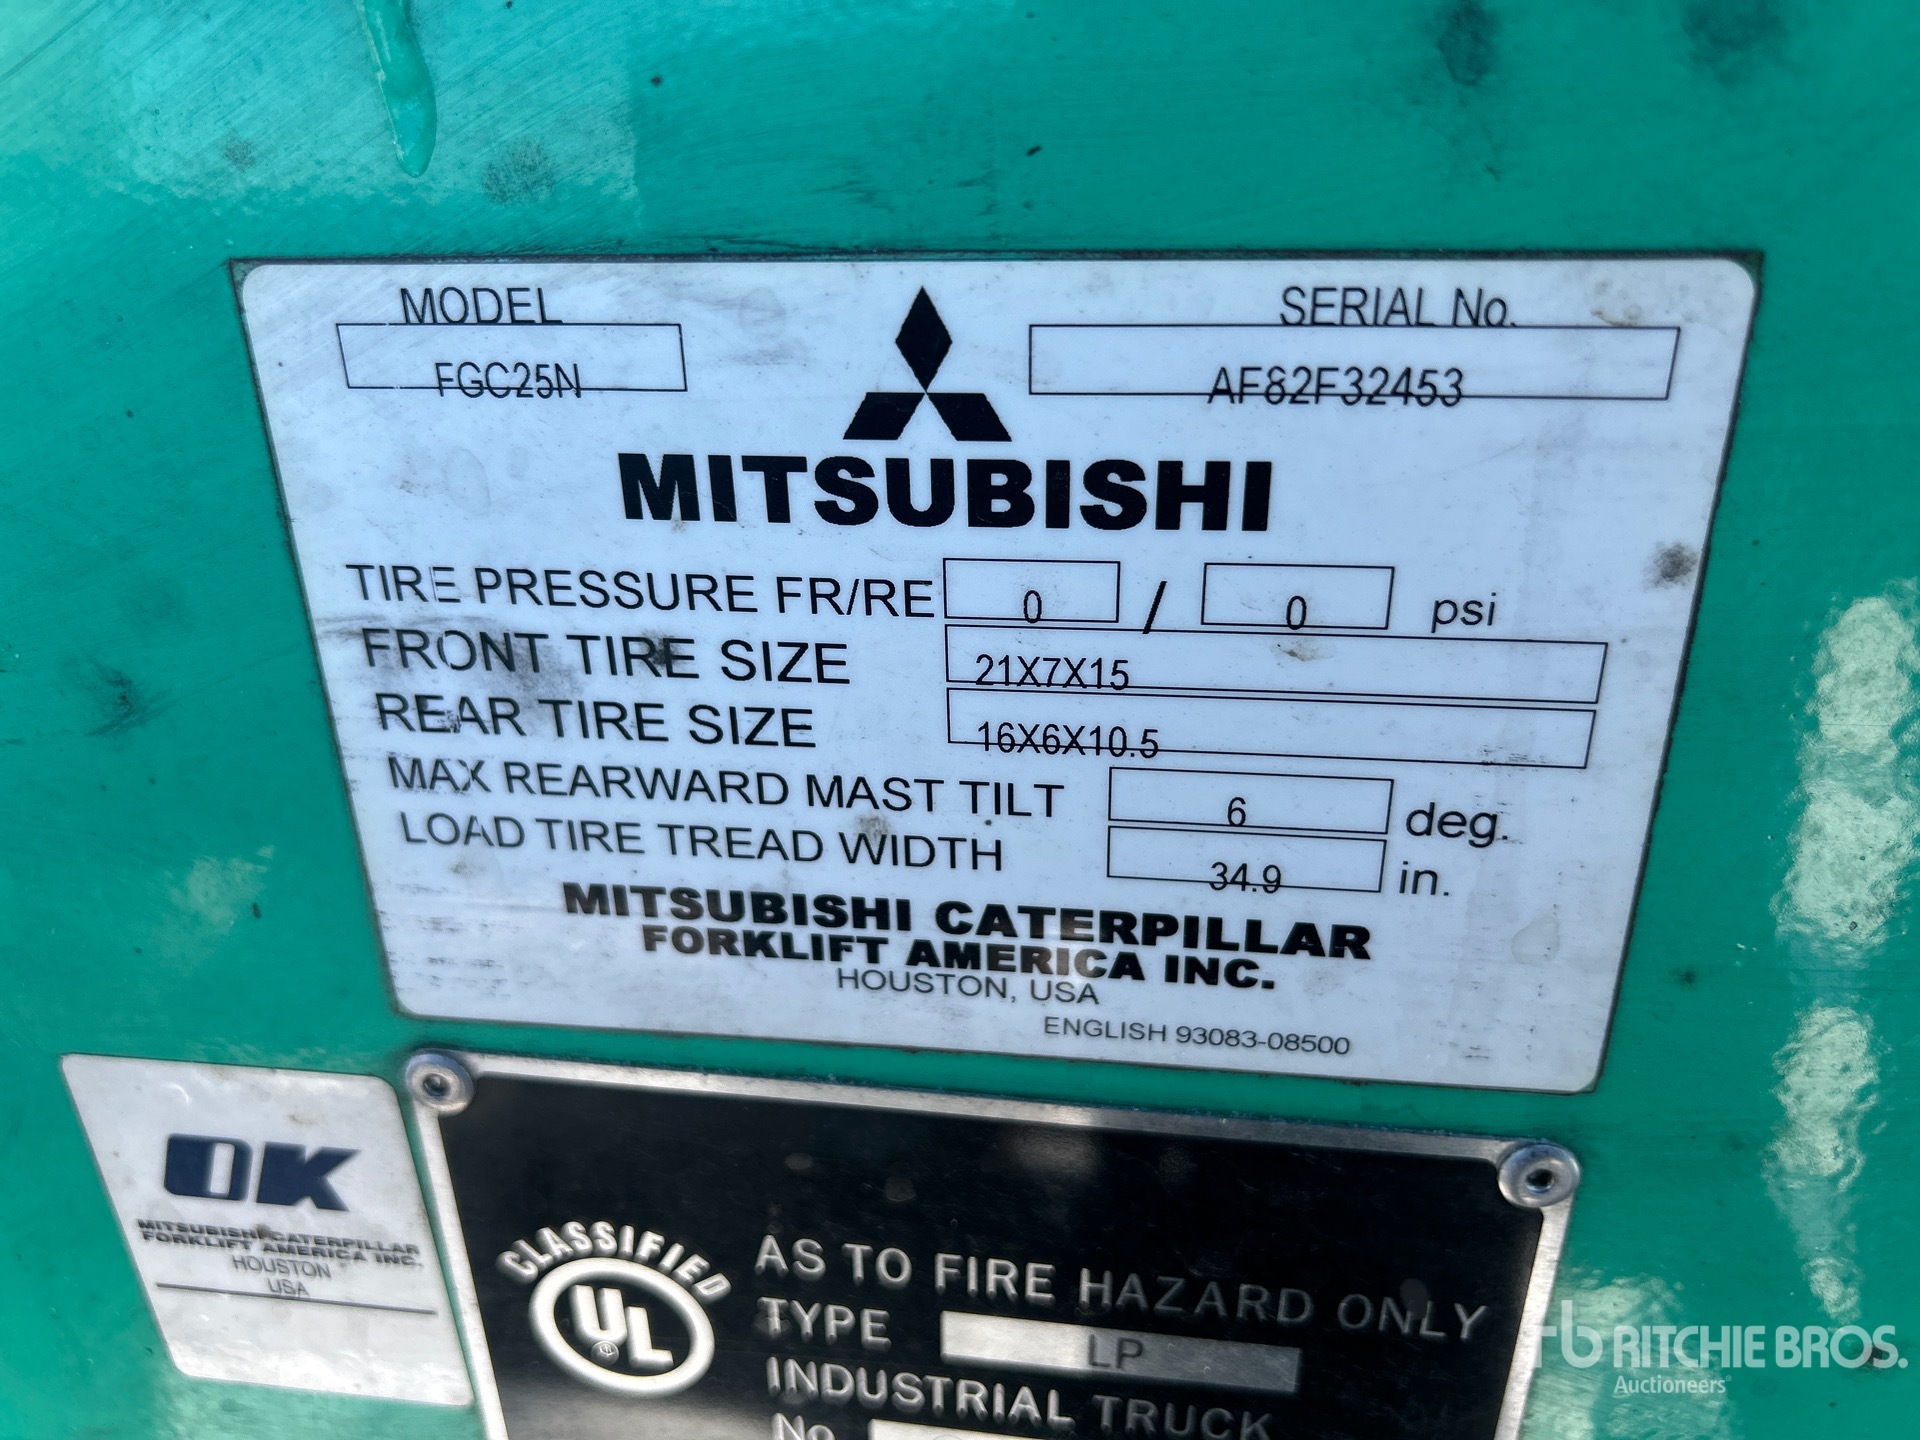 MODEL
FGC25N
SERIAL No.
AF82F32453
MITSUBISHI
TIRE PRESSURE FR/RE 0 / 0 psi
FRONT TIRE SIZE 21X7X15
REAR TIRE SIZE 16X6X10.5
MAX REARWARD MAST TILT 6 deg.
LOAD TIRE TREAD WIDTH 34.9 in.
MITSUBISHI CATERPILLAR
FORKLIFT AMERICA INC.
HOUSTON, USA
ENGLISH 93083-08500
OK
MITSUBISHI CATERPILLAR
FORKLIFT AMERICA INC.
HOUSTON
USA
CLASSIFIED
UL
AS TO FIRE HAZARD ONLY
TYPE LP
INDUSTRIAL TRUCK
No
rb RITCHIE BROS.
Auctioneers